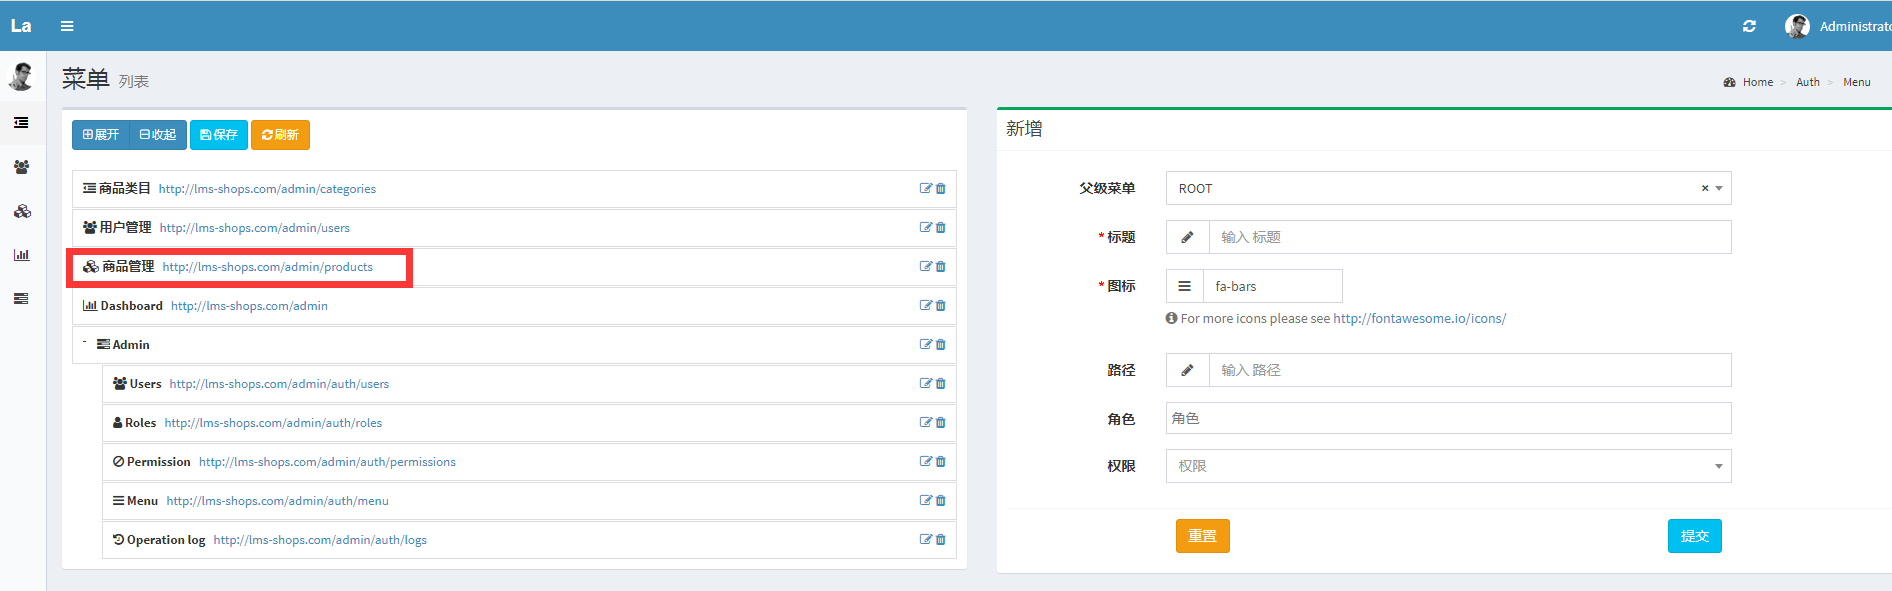 La
Administrato
菜单 列表
Home > Auth > Menu
展开 收起 保存 刷新
商品类目 http://lms-shops.com/admin/categories
用户管理 http://lms-shops.com/admin/users
商品管理 http://lms-shops.com/admin/products
Dashboard http://lms-shops.com/admin
Admin
Users http://lms-shops.com/admin/auth/users
Roles http://lms-shops.com/admin/auth/roles
Permission http://lms-shops.com/admin/auth/permissions
Menu http://lms-shops.com/admin/auth/menu
Operation log http://lms-shops.com/admin/auth/logs
新增
父级菜单 ROOT
*标题 输入 标题
*图标 fa-bars
For more icons please see http://fontawesome.io/icons/
路径 输入 路径
角色 角色
权限 权限
重置 提交